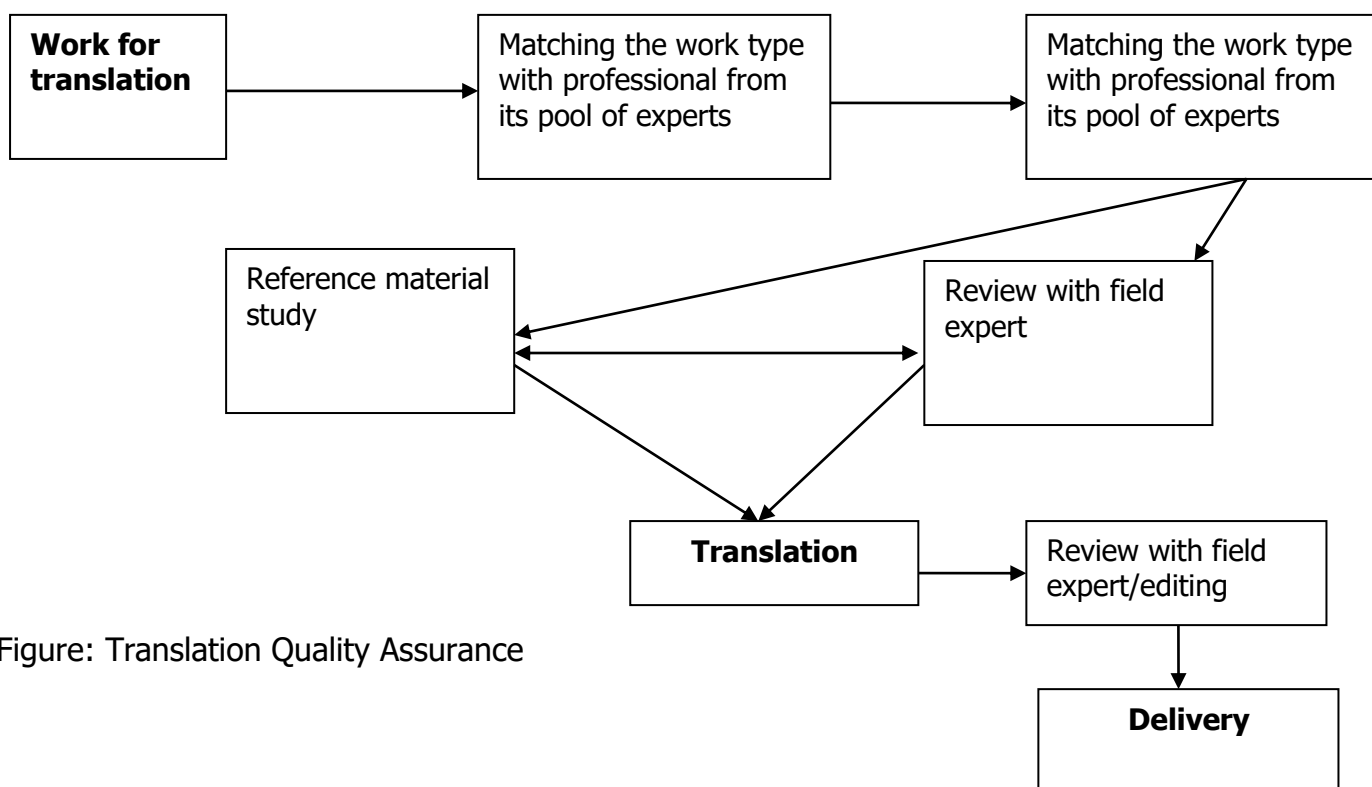 Work for
translation
Matching the work type
with professional from
its pool of experts
Matching the work type
with professional from
its pool of experts
Reference material
study
Review with field
expert
Translation
Review with field
expert/editing
Figure: Translation Quality Assurance
Delivery